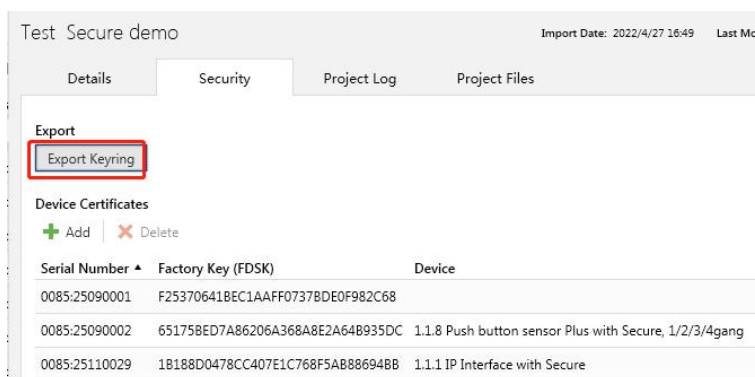 Test Secure demo Import Date: 2022/4/27 16:49 Last Mo
Details Security Project Log Project Files
Export
Export Keyring
Device Certificates
Add Delete
Serial Number Factory Key (FDSK) Device
0085:25090001 F25370641BEC1AAFF0737BDE0F982C68
0085:25090002 65175BED7A86206A368A8E2A64B935DC 1.1.8 Push button sensor Plus with Secure, 1/2/3/4gang
0085:25110029 1B188D0478CC407E1C768F5AB88694BB 1.1.1 IP Interface with Secure